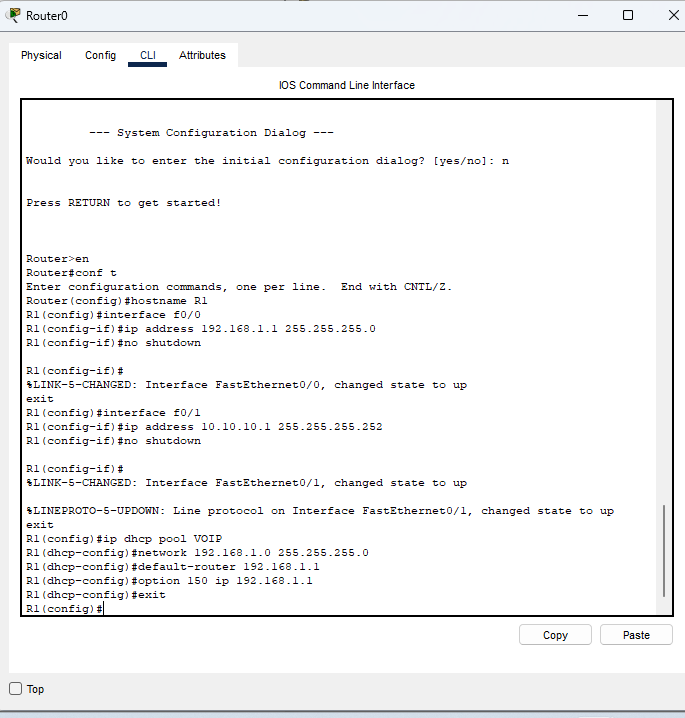 Router0
Physical Config CLI Attributes
IOS Command Line Interface
--- System Configuration Dialog ---
Would you like to enter the initial configuration dialog? [yes/no]: n
Press RETURN to get started!
Router>en
Router#conf t
Enter configuration commands, one per line.  End with CNTL/Z.
Router(config)#hostname R1
R1(config)#interface f0/0
R1(config-if)#ip address 192.168.1.1 255.255.255.0
R1(config-if)#no shutdown
R1(config-if)#
%LINK-5-CHANGED: Interface FastEthernet0/0, changed state to up
exit
R1(config)#interface f0/1
R1(config-if)#ip address 10.10.10.1 255.255.255.252
R1(config-if)#no shutdown
R1(config-if)#
%LINK-5-CHANGED: Interface FastEthernet0/1, changed state to up
%LINEPROTO-5-UPDOWN: Line protocol on Interface FastEthernet0/1, changed state to up
exit
R1(config)#ip dhcp pool VOIP
R1(dhcp-config)#network 192.168.1.0 255.255.255.0
R1(dhcp-config)#default-router 192.168.1.1
R1(dhcp-config)#option 150 ip 192.168.1.1
R1(dhcp-config)#exit
R1(config)#
Copy Paste
Top